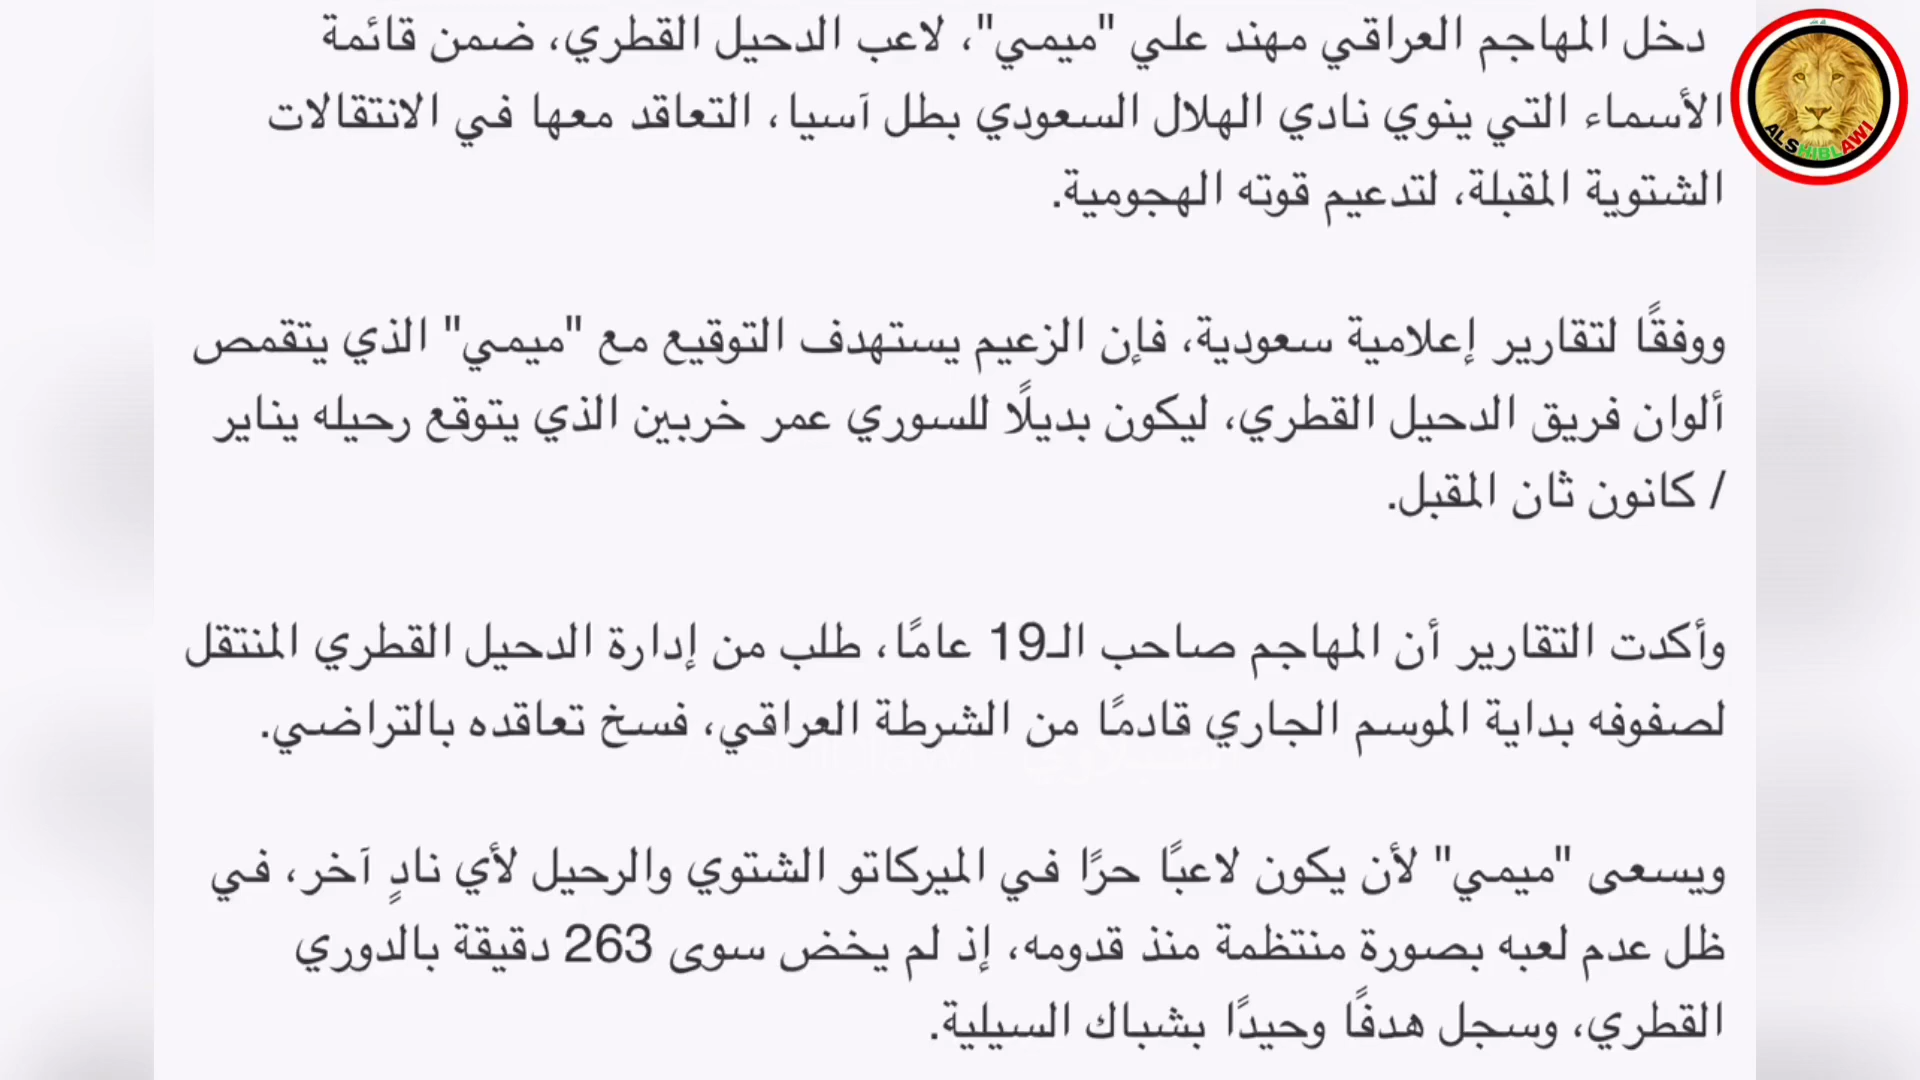 دخل المهاجم العراقي مهند علي "ميمي"، لاعب الدحيل القطري، ضمن قائمة
الأسماء التي ينوي نادي الهلال السعودي بطل آسيا، التعاقد معها في الانتقالات
الشتوية المقبلة، لتدعيم قوته الهجومية.
ووفقًا لتقارير إعلامية سعودية، فإن الزعيم يستهدف التوقيع مع "ميمي" الذي يتقمص
ألوان فريق الدحيل القطري، ليكون بديلًا للسوري عمر خربين الذي يتوقع رحيله يناير
/ كانون ثان المقبل.
وأكدت التقارير أن المهاجم صاحب الـ19 عامًا، طلب من إدارة الدحيل القطري المنتقل
لصفوفه بداية الموسم الجاري قادمًا من الشرطة العراقي، فسخ تعاقده بالتراضي.
ويسعى "ميمي" لأن يكون لاعبًا حرًا في الميركاتو الشتوي والرحيل لأي نادٍ آخر، في
ظل عدم لعبه بصورة منتظمة منذ قدومه، إذ لم يخض سوى 263 دقيقة بالدوري
القطري، وسجل هدفًا وحيدًا بشباك السيلية.
ALSHIBLAWI